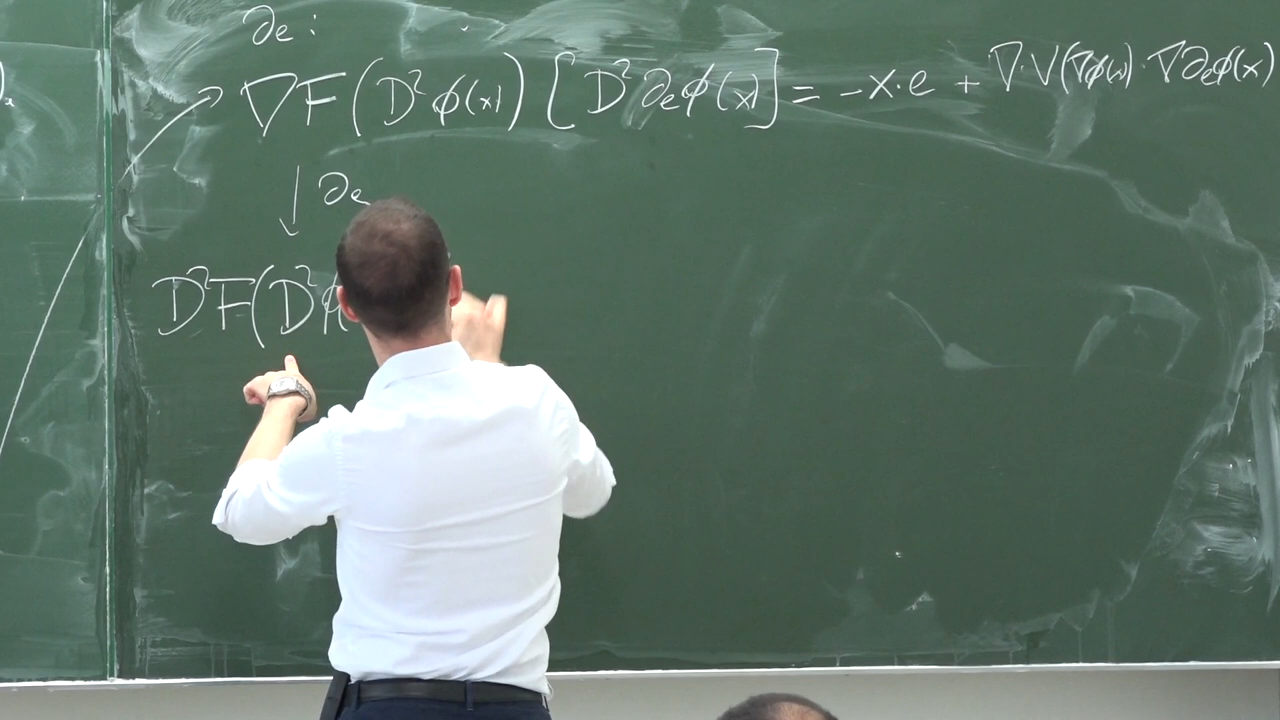 ∂e :
∇F(D²φ(x)) [D²∂eφ(x)] = -x·e + ∇V(∇φ(x))·∇∂eφ(x)
↓ ∂e
D²F(D²φ